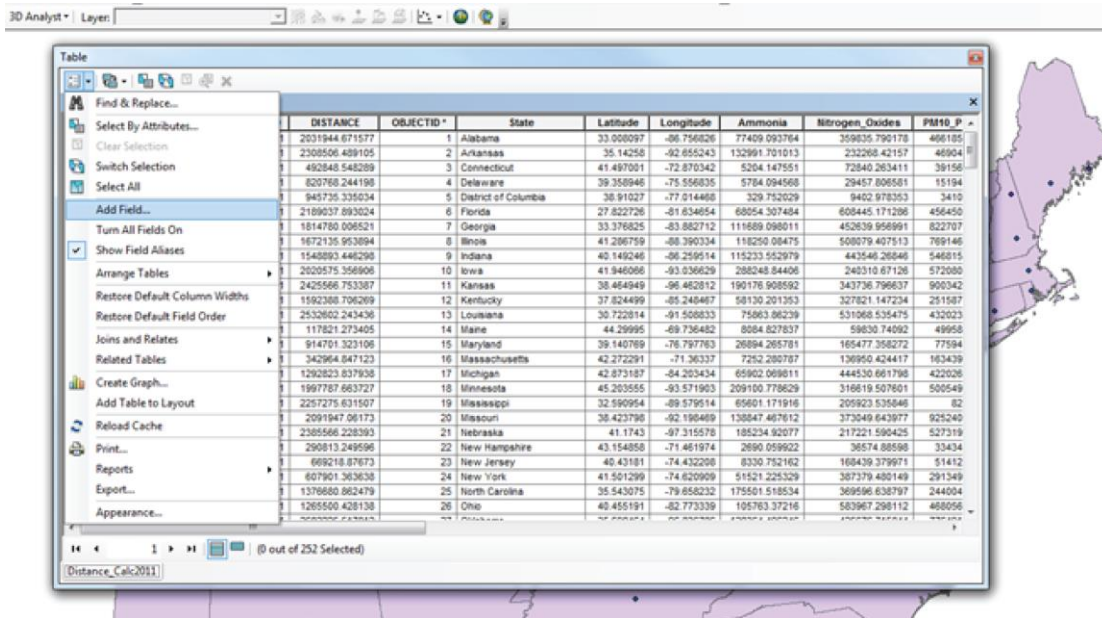 3D Analyst Layer:
Table
Find & Replace...
Select By Attributes...
Clear Selection
Switch Selection
Select All
Add Field...
Turn All Fields On
Show Field Aliases
Arrange Tables
Restore Default Column Widths
Restore Default Field Order
Joins and Relates
Related Tables
Create Graph...
Add Table to Layout
Reload Cache
Print...
Reports
Export...
Appearance...
DISTANCE OBJECTID * State Latitude Longitude Ammonia Nitrogen_Oxides PM10_P
2031944.671577 1 Alabama 33.008097 -86.756826 77409.093764 359835.790178 466185
2308506.489105 2 Arkansas 35.14258 -92.655243 132991.701013 232268.42157 46904
492848.548289 3 Connecticut 41.497001 -72.870342 5204.147551 72840.263411 39156
820768.244198 4 Delaware 39.358946 -75.556835 5784.094568 29457.806581 15194
945735.335034 5 District of Columbia 38.91027 -77.014468 329.752029 9402.978353 3410
2189037.893024 6 Florida 27.822726 -81.634654 68054.307484 608445.171286 456450
1814780.006521 7 Georgia 33.376825 -83.882712 111689.098011 452639.956991 822707
1672135.953894 8 Illinois 41.286759 -88.390334 118250.08475 508079.407513 769146
1548893.446298 9 Indiana 40.149246 -86.259514 115233.552979 443546.26846 546815
2020575.356906 10 Iowa 41.946066 -93.036629 288248.84406 240310.67126 572080
2425566.753387 11 Kansas 38.464949 -96.462812 190176.908592 343736.796637 900342
1592388.706269 12 Kentucky 37.824499 -85.248467 58130.201353 327821.147234 251587
2532602.243436 13 Louisiana 30.722814 -91.508833 75863.86239 531068.535475 432023
117821.273405 14 Maine 44.29995 -69.736482 8084.827837 59830.74092 49958
914701.323106 15 Maryland 39.140769 -76.797763 26894.265781 165477.358272 77594
342964.847123 16 Massachusetts 42.272291 -71.36337 7252.280787 136950.424417 163439
1292823.837938 17 Michigan 42.873187 -84.203434 65902.069811 444530.661798 422026
1997787.663727 18 Minnesota 45.203555 -93.571903 209100.778629 316619.507601 500549
2257275.631507 19 Mississippi 32.590954 -89.579514 65601.171916 205923.535846 82
2091947.06173 20 Missouri 38.423798 -92.198469 138847.467612 373049.643977 925240
2385566.228393 21 Nebraska 41.1743 -97.315578 185234.92077 217221.590425 527319
290813.249596 22 New Hampshire 43.154858 -71.461974 2690.059922 36574.88598 33434
669218.87673 23 New Jersey 40.43181 -74.432208 8330.752162 168439.379971 51412
607901.363638 24 New York 41.501299 -74.620909 51521.225329 387379.480149 291349
1376680.862479 25 North Carolina 35.543075 -79.658232 175501.518534 369596.638797 244004
1265500.428138 26 Ohio 40.455191 -82.773339 105763.37216 583967.298112 468056
1 (0 out of 252 Selected)
Distance_Calc2011